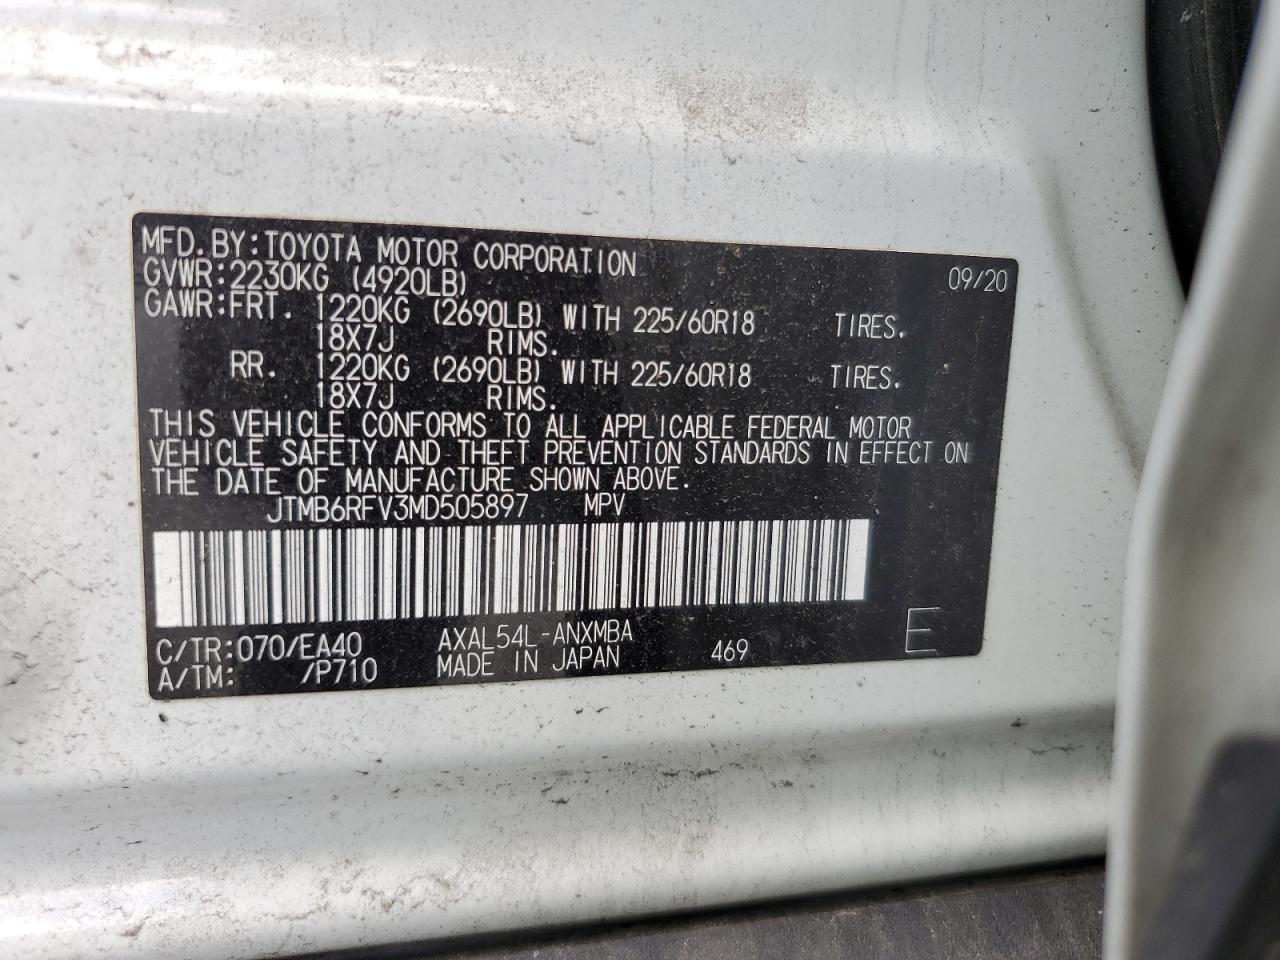 MFD.BY:TOYOTA MOTOR CORPORATION 09/20
GVWR:2230KG (4920LB)
GAWR:FRT. 1220KG (2690LB) WITH 225/60R18 TIRES.
18X7J RIMS.
RR. 1220KG (2690LB) WITH 225/60R18 TIRES.
18X7J RIMS.
THIS VEHICLE CONFORMS TO ALL APPLICABLE FEDERAL MOTOR
VEHICLE SAFETY AND THEFT PREVENTION STANDARDS IN EFFECT ON
THE DATE OF MANUFACTURE SHOWN ABOVE.
JTMB6RFV3MD505897 MPV
C/TR:070/EA40 AXAL54L-ANXMBA 469 E
A/TM: /P710 MADE IN JAPAN